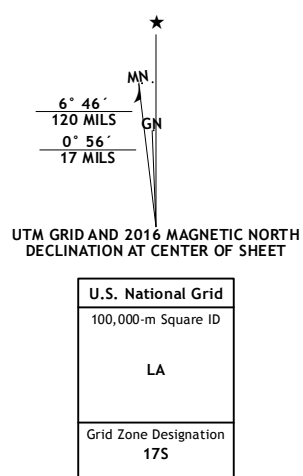 ★
MN
GN
6° 46´
120 MILS
0° 56´
17 MILS
UTM GRID AND 2016 MAGNETIC NORTH
DECLINATION AT CENTER OF SHEET
U.S. National Grid
100,000-m Square ID
LA
Grid Zone Designation
17S